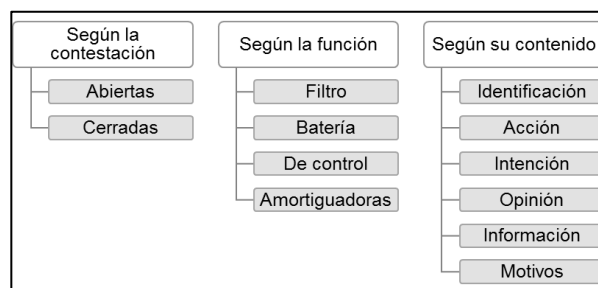 Según la
contestación
Abiertas
Cerradas
Según la función
Filtro
Batería
De control
Amortiguadoras
Según su contenido
Identificación
Acción
Intención
Opinión
Información
Motivos